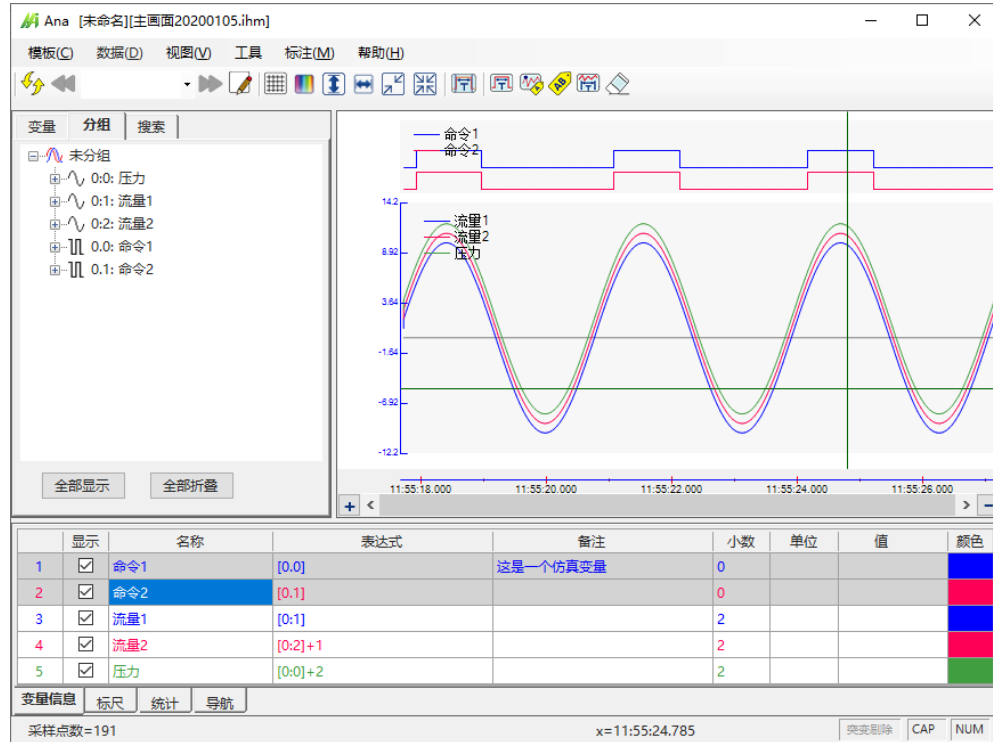 Ana [未命名][主画面20200105.ihm]
模板(C) 数据(D) 视图(V) 工具 标注(M) 帮助(H)
变量 分组 搜索
未分组
0:0: 压力
0:1: 流量1
0:2: 流量2
0.0: 命令1
0.1: 命令2
全部显示 全部折叠
命令1
命令2
14.2
流量1
流量2
8.92
压力
3.64
-1.64
-6.92
-12.2
11:55:18.000 11:55:20.000 11:55:22.000 11:55:24.000 11:55:26.000
显示 名称 表达式 备注 小数 单位 值 颜色
1 命令1 [0.0] 这是一个仿真变量 0
2 命令2 [0.1] 0
3 流量1 [0:1] 2
4 流量2 [0:2]+1 2
5 压力 [0:0]+2 2
变量信息 标尺 统计 导航
采样点数=191 x=11:55:24.785 突变剔除 CAP NUM